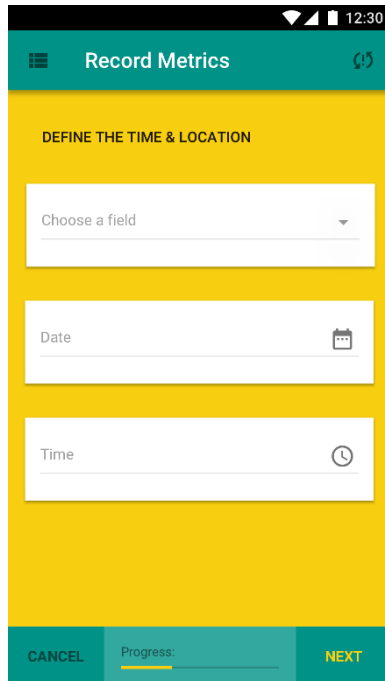 12:30
Record Metrics
DEFINE THE TIME & LOCATION
Choose a field
Date
Time
CANCEL
Progress:
NEXT